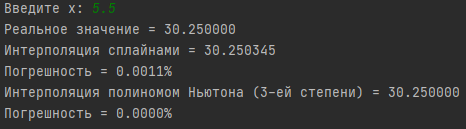 Введите x: 5.5
Реальное значение = 30.250000
Интерполяция сплайнами = 30.250345
Погрешность = 0.0011%
Интерполяция полиномом Ньютона (3-ей степени) = 30.250000
Погрешность = 0.0000%